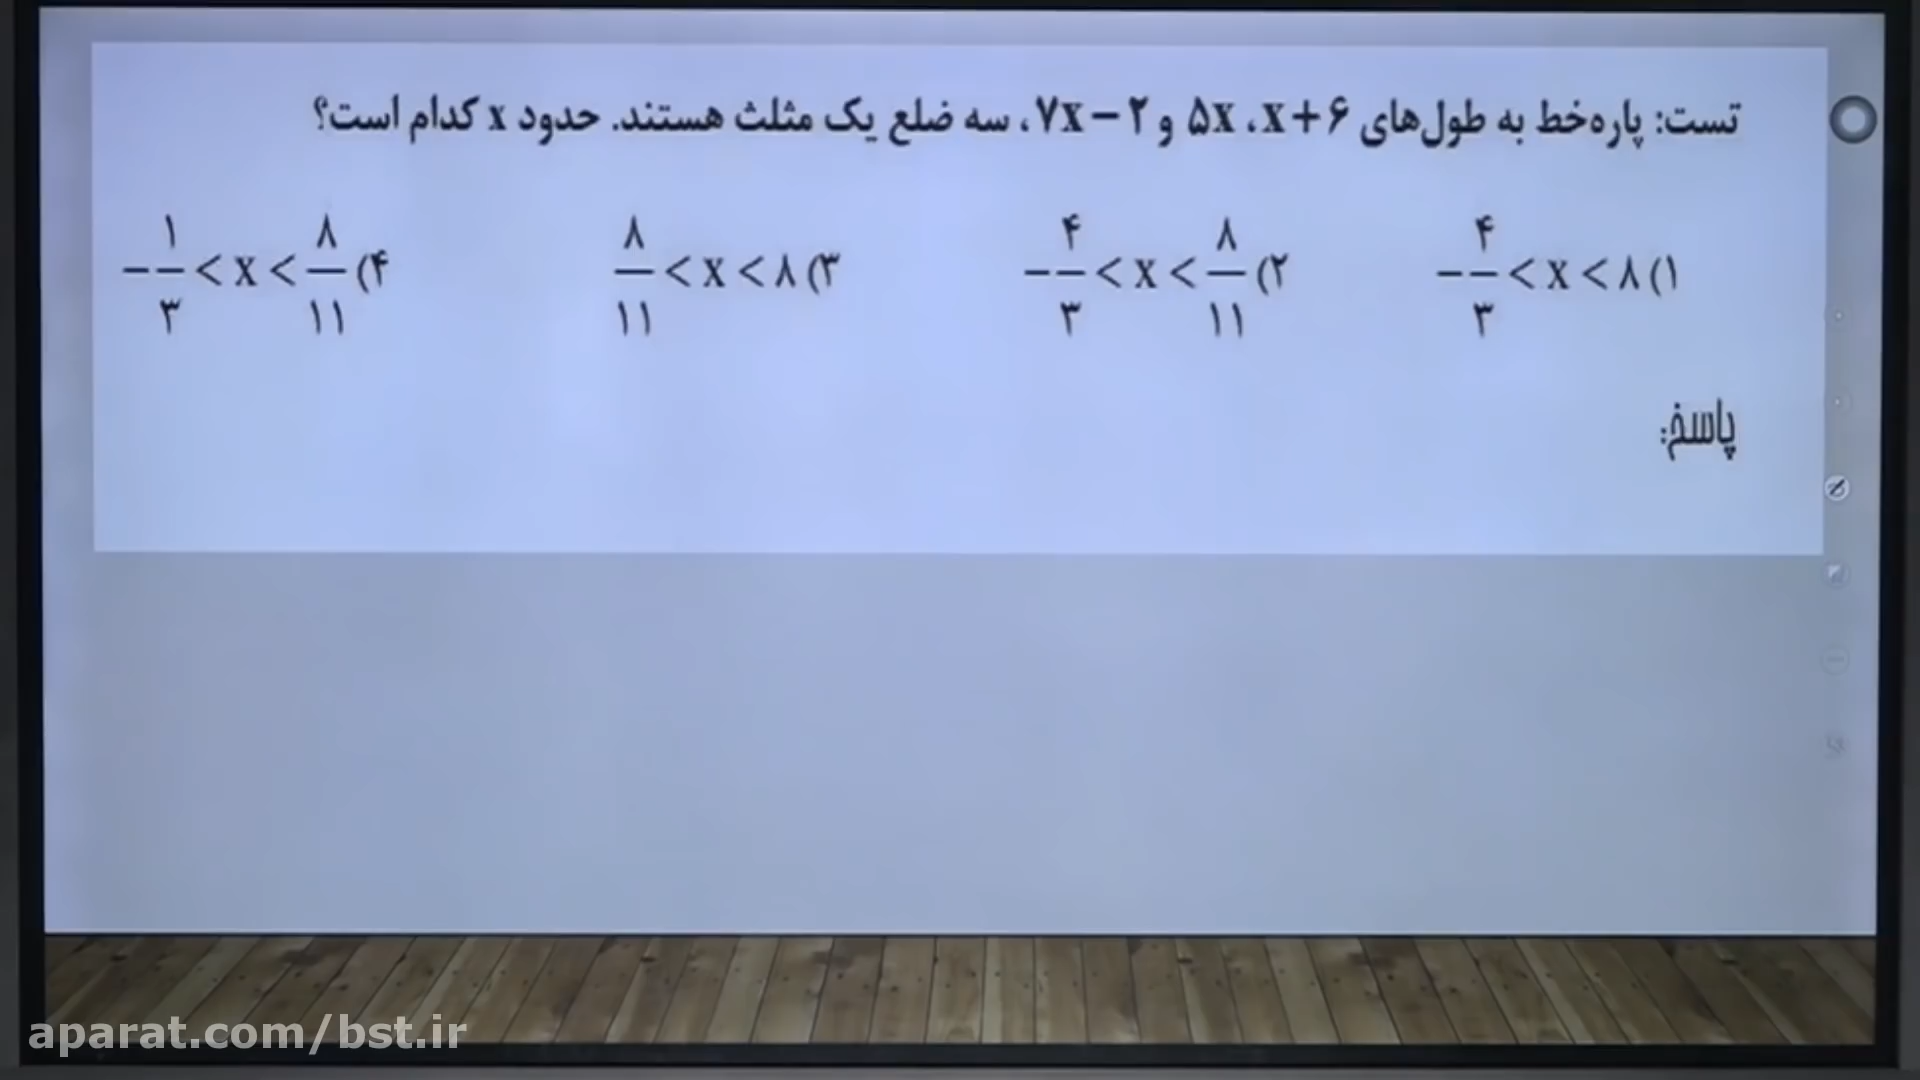 تست: پاره‌خط به طول‌های x+۶، ۵x و ۷x−۲، سه ضلع یک مثلث هستند. حدود x کدام است؟
۱) −۴/۳ < x < ۸
۲) −۴/۳ < x < ۸/۱۱
۳) ۸/۱۱ < x < ۸
۴) −۱/۳ < x < ۸/۱۱
پاسخ:
aparat.com/bst.ir